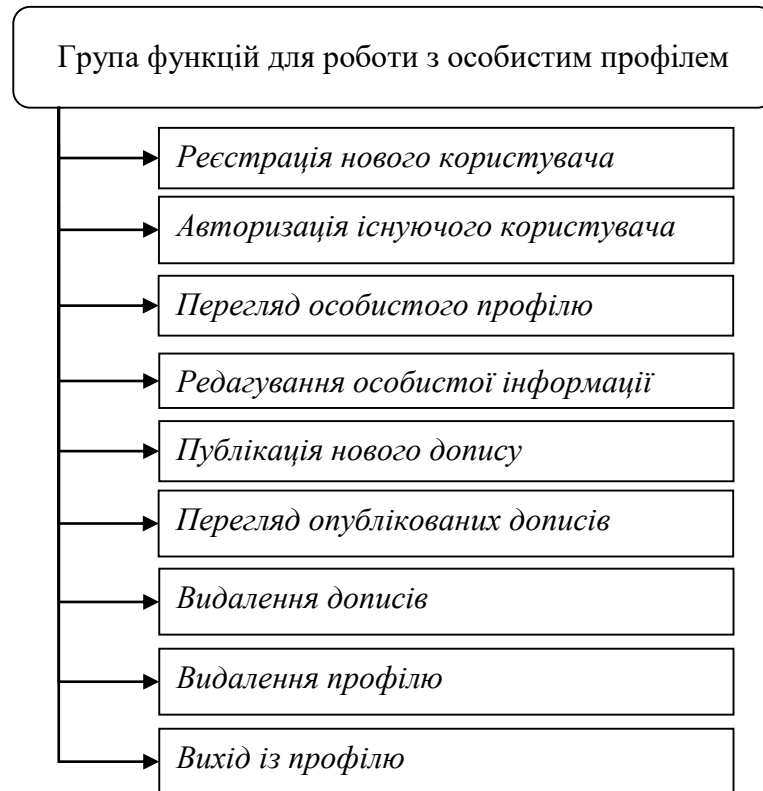 Група функцій для роботи з особистим профілем
Реєстрація нового користувача
Авторизація існуючого користувача
Перегляд особистого профілю
Редагування особистої інформації
Публікація нового допису
Перегляд опублікованих дописів
Видалення дописів
Видалення профілю
Вихід із профілю